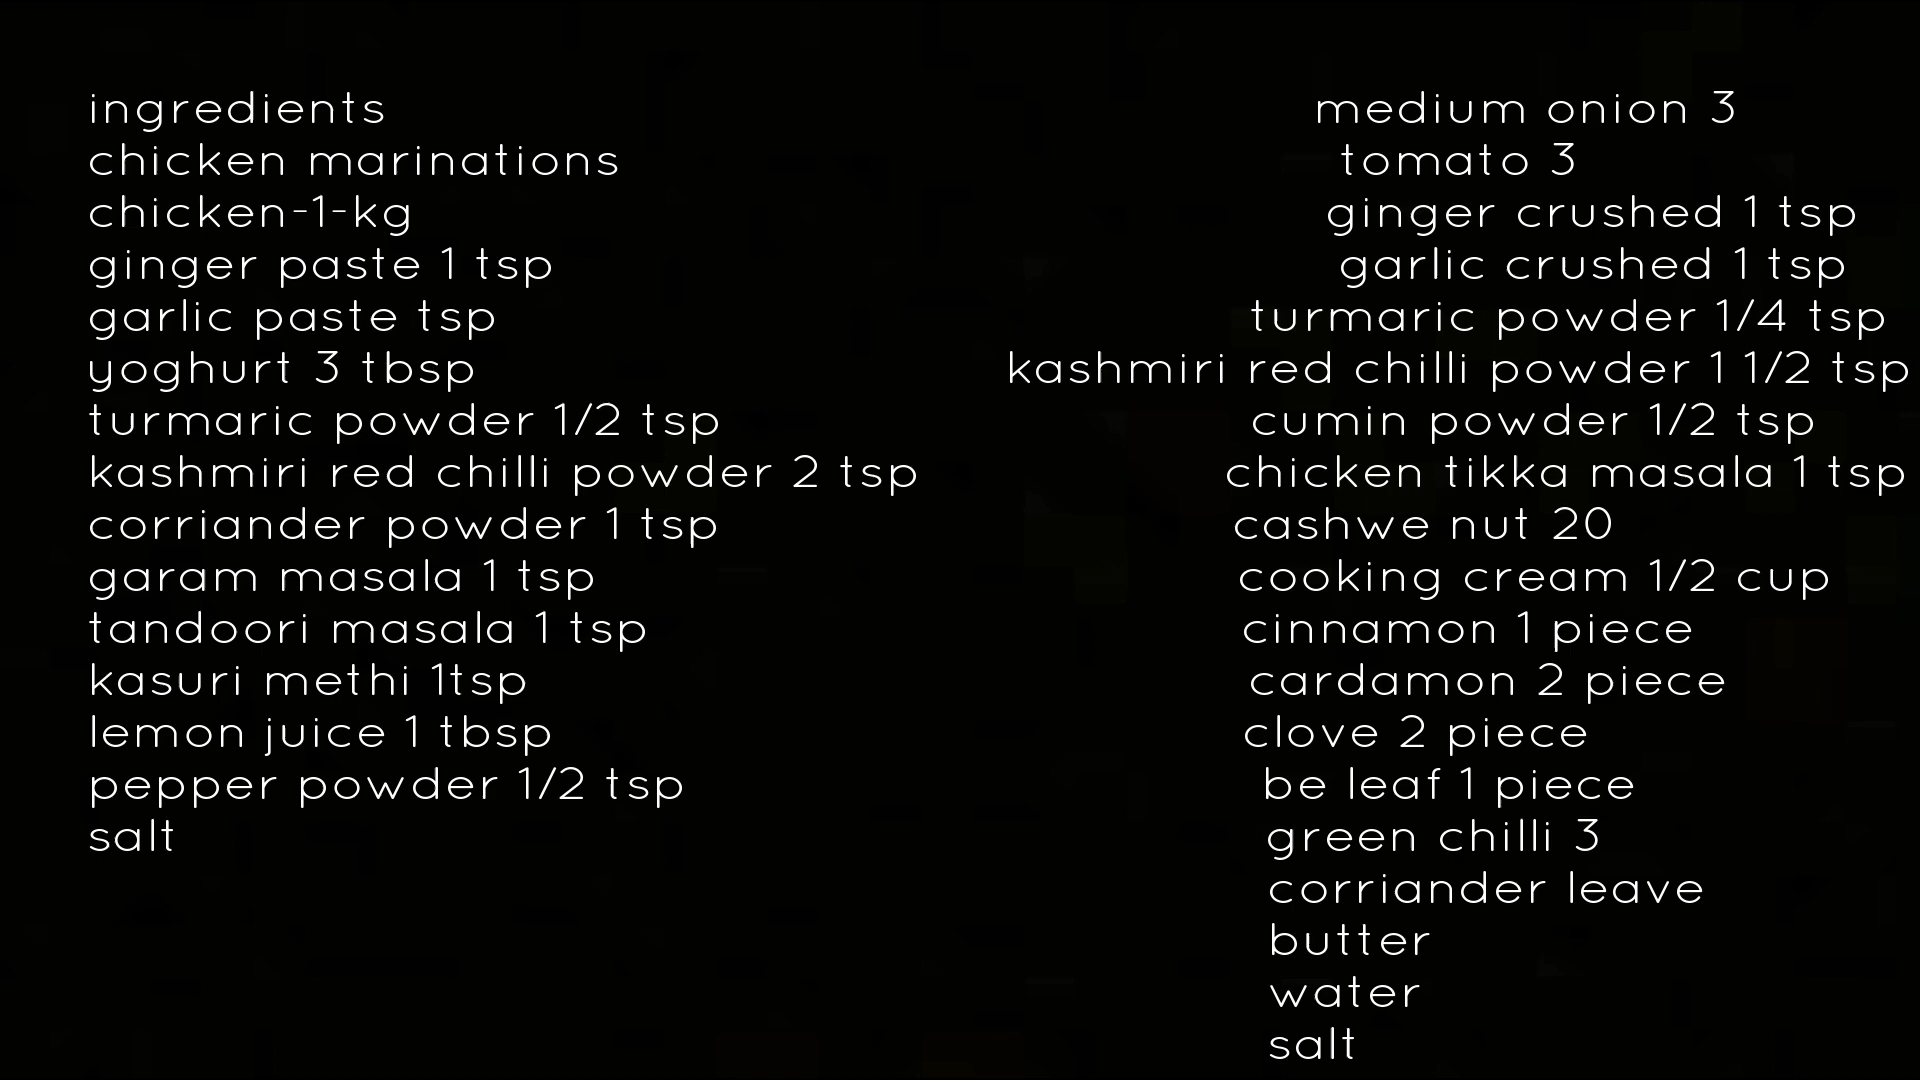 ingredients
chicken marinations
chicken-1-kg
ginger paste 1 tsp
garlic paste tsp
yoghurt 3 tbsp
turmaric powder 1/2 tsp
kashmiri red chilli powder 2 tsp
corriander powder 1 tsp
garam masala 1 tsp
tandoori masala 1 tsp
kasuri methi 1tsp
lemon juice 1 tbsp
pepper powder 1/2 tsp
salt
medium onion 3
tomato 3
ginger crushed 1 tsp
garlic crushed 1 tsp
turmaric powder 1/4 tsp
kashmiri red chilli powder 1 1/2 tsp
cumin powder 1/2 tsp
chicken tikka masala 1 tsp
cashwe nut 20
cooking cream 1/2 cup
cinnamon 1 piece
cardamon 2 piece
clove 2 piece
be leaf 1 piece
green chilli 3
corriander leave
butter
water
salt